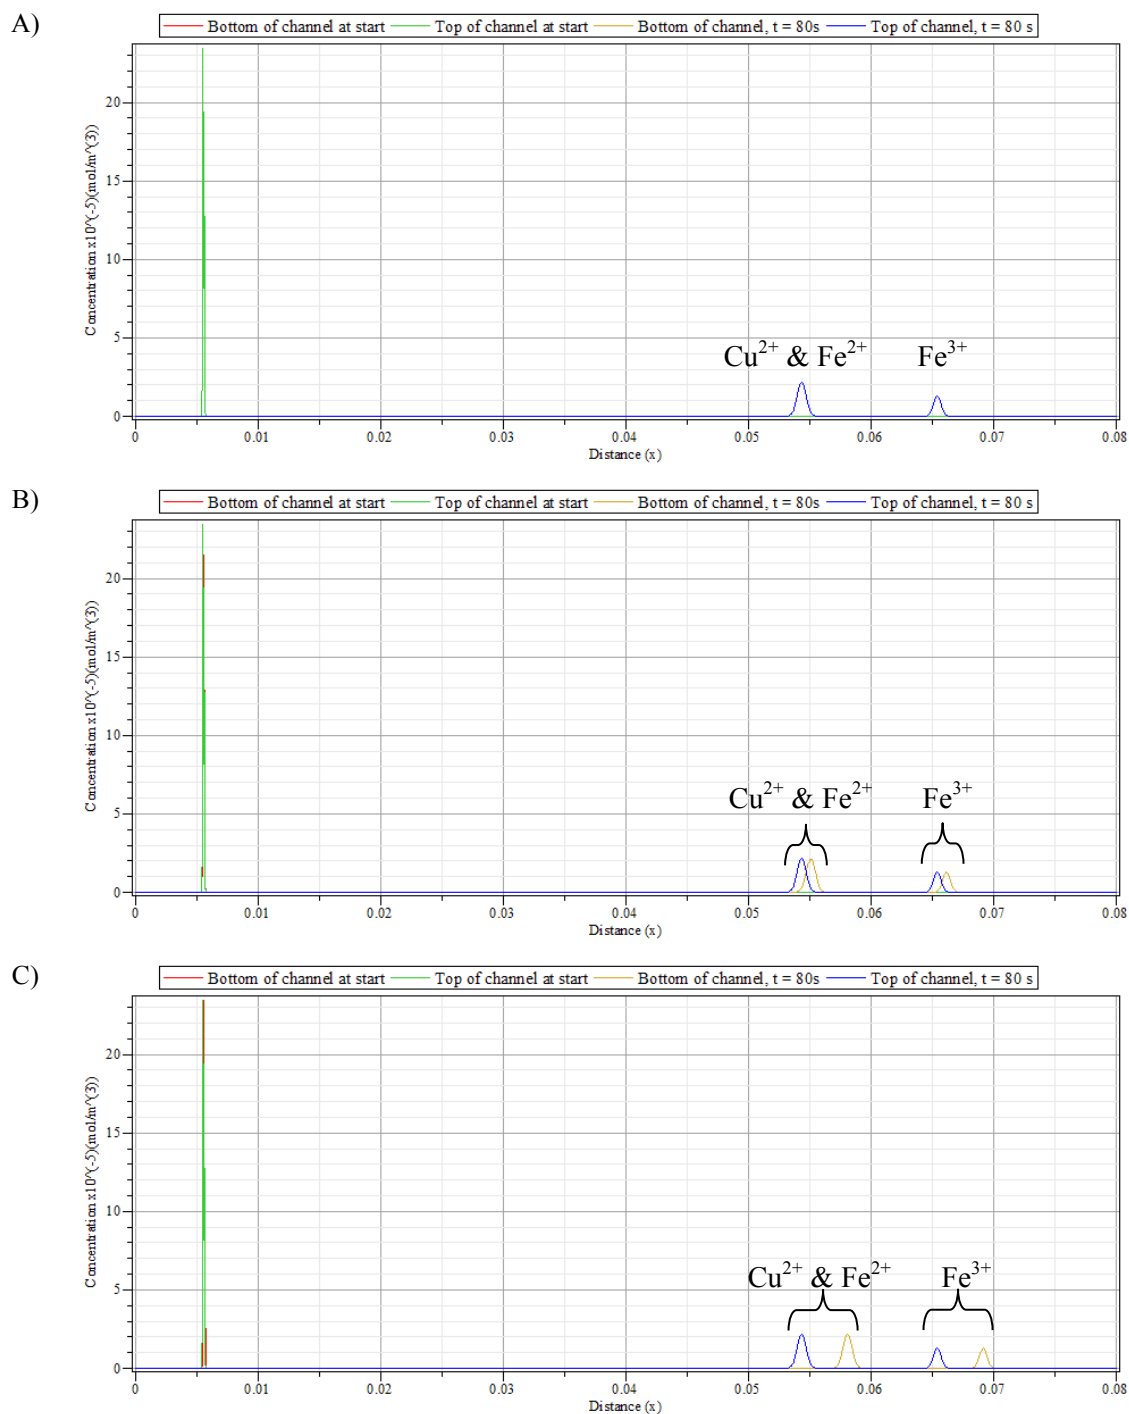 A)
Bottom of channel at start Top of channel at start Bottom of channel, t = 80s Top of channel, t = 80 s
Concentration x10^(-5)(mol/m^(3))
20
15
10
5
0
Cu²⁺ & Fe²⁺ Fe³⁺
0 0.01 0.02 0.03 0.04 0.05 0.06 0.07 0.08
Distance (x)
B)
Bottom of channel at start Top of channel at start Bottom of channel, t = 80s Top of channel, t = 80 s
Concentration x10^(-5)(mol/m^(3))
20
15
10
5
0
Cu²⁺ & Fe²⁺ Fe³⁺
0 0.01 0.02 0.03 0.04 0.05 0.06 0.07 0.08
Distance (x)
C)
Bottom of channel at start Top of channel at start Bottom of channel, t = 80s Top of channel, t = 80 s
Concentration x10^(-5)(mol/m^(3))
20
15
10
5
0
Cu²⁺ & Fe²⁺ Fe³⁺
0 0.01 0.02 0.03 0.04 0.05 0.06 0.07 0.08
Distance (x)